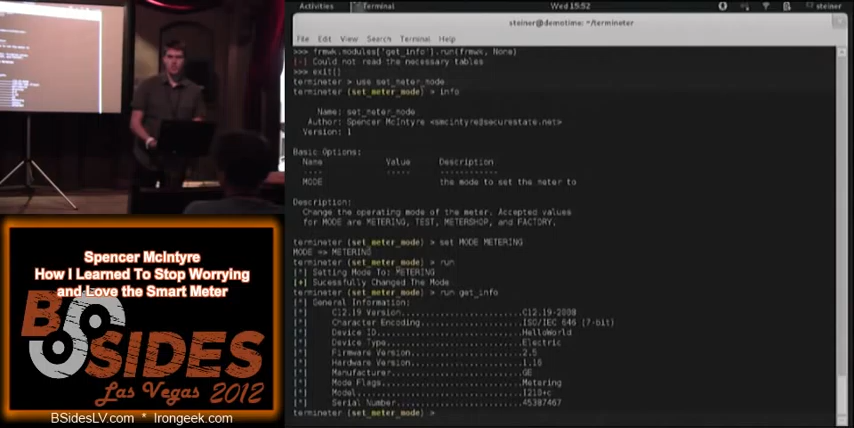 Activities
Terminal
Wed 15:52
steiner
steiner@demotime: ~/termineter
File Edit View Search Terminal Help
>>> frmwk.modules['get_info'].run(frmwk, None)
[-] Could not read the necessary tables
>>> exit()
termineter > use set_meter_mode
termineter (set_meter_mode) > info
Name: set_meter_mode
Author: Spencer McIntyre <smcintyre@securestate.net>
Version: 1
Basic Options:
Name Value Description
---- ----- -----------
MODE the mode to set the meter to
Description:
Change the operating mode of the meter. Accepted values
for MODE are METERING, TEST, METERSHOP, and FACTORY.
termineter (set_meter_mode) > set MODE METERING
MODE => METERING
termineter (set_meter_mode) > run
[*] Setting Mode To: METERING
[+] Sucessfully Changed The Mode
termineter (set_meter_mode) > run get_info
[*] General Information:
[*] C12.19 Version........................C12.19-2008
[*] Character Encoding....................ISO/IEC 646 (7-bit)
[*] Device ID.............................HelloWorld
[*] Device Type...........................Electric
[*] Firmware Version......................2.5
[*] Hardware Version......................1.16
[*] Manufacturer..........................GE
[*] Mode Flags............................Metering
[*] Model.................................I210+c
[*] Serial Number.........................45387467
termineter (set_meter_mode) >
Spencer McIntyre
How I Learned To Stop Worrying
and Love the Smart Meter
BSIDES
Las Vegas 2012
BSidesLV.com * Irongeek.com